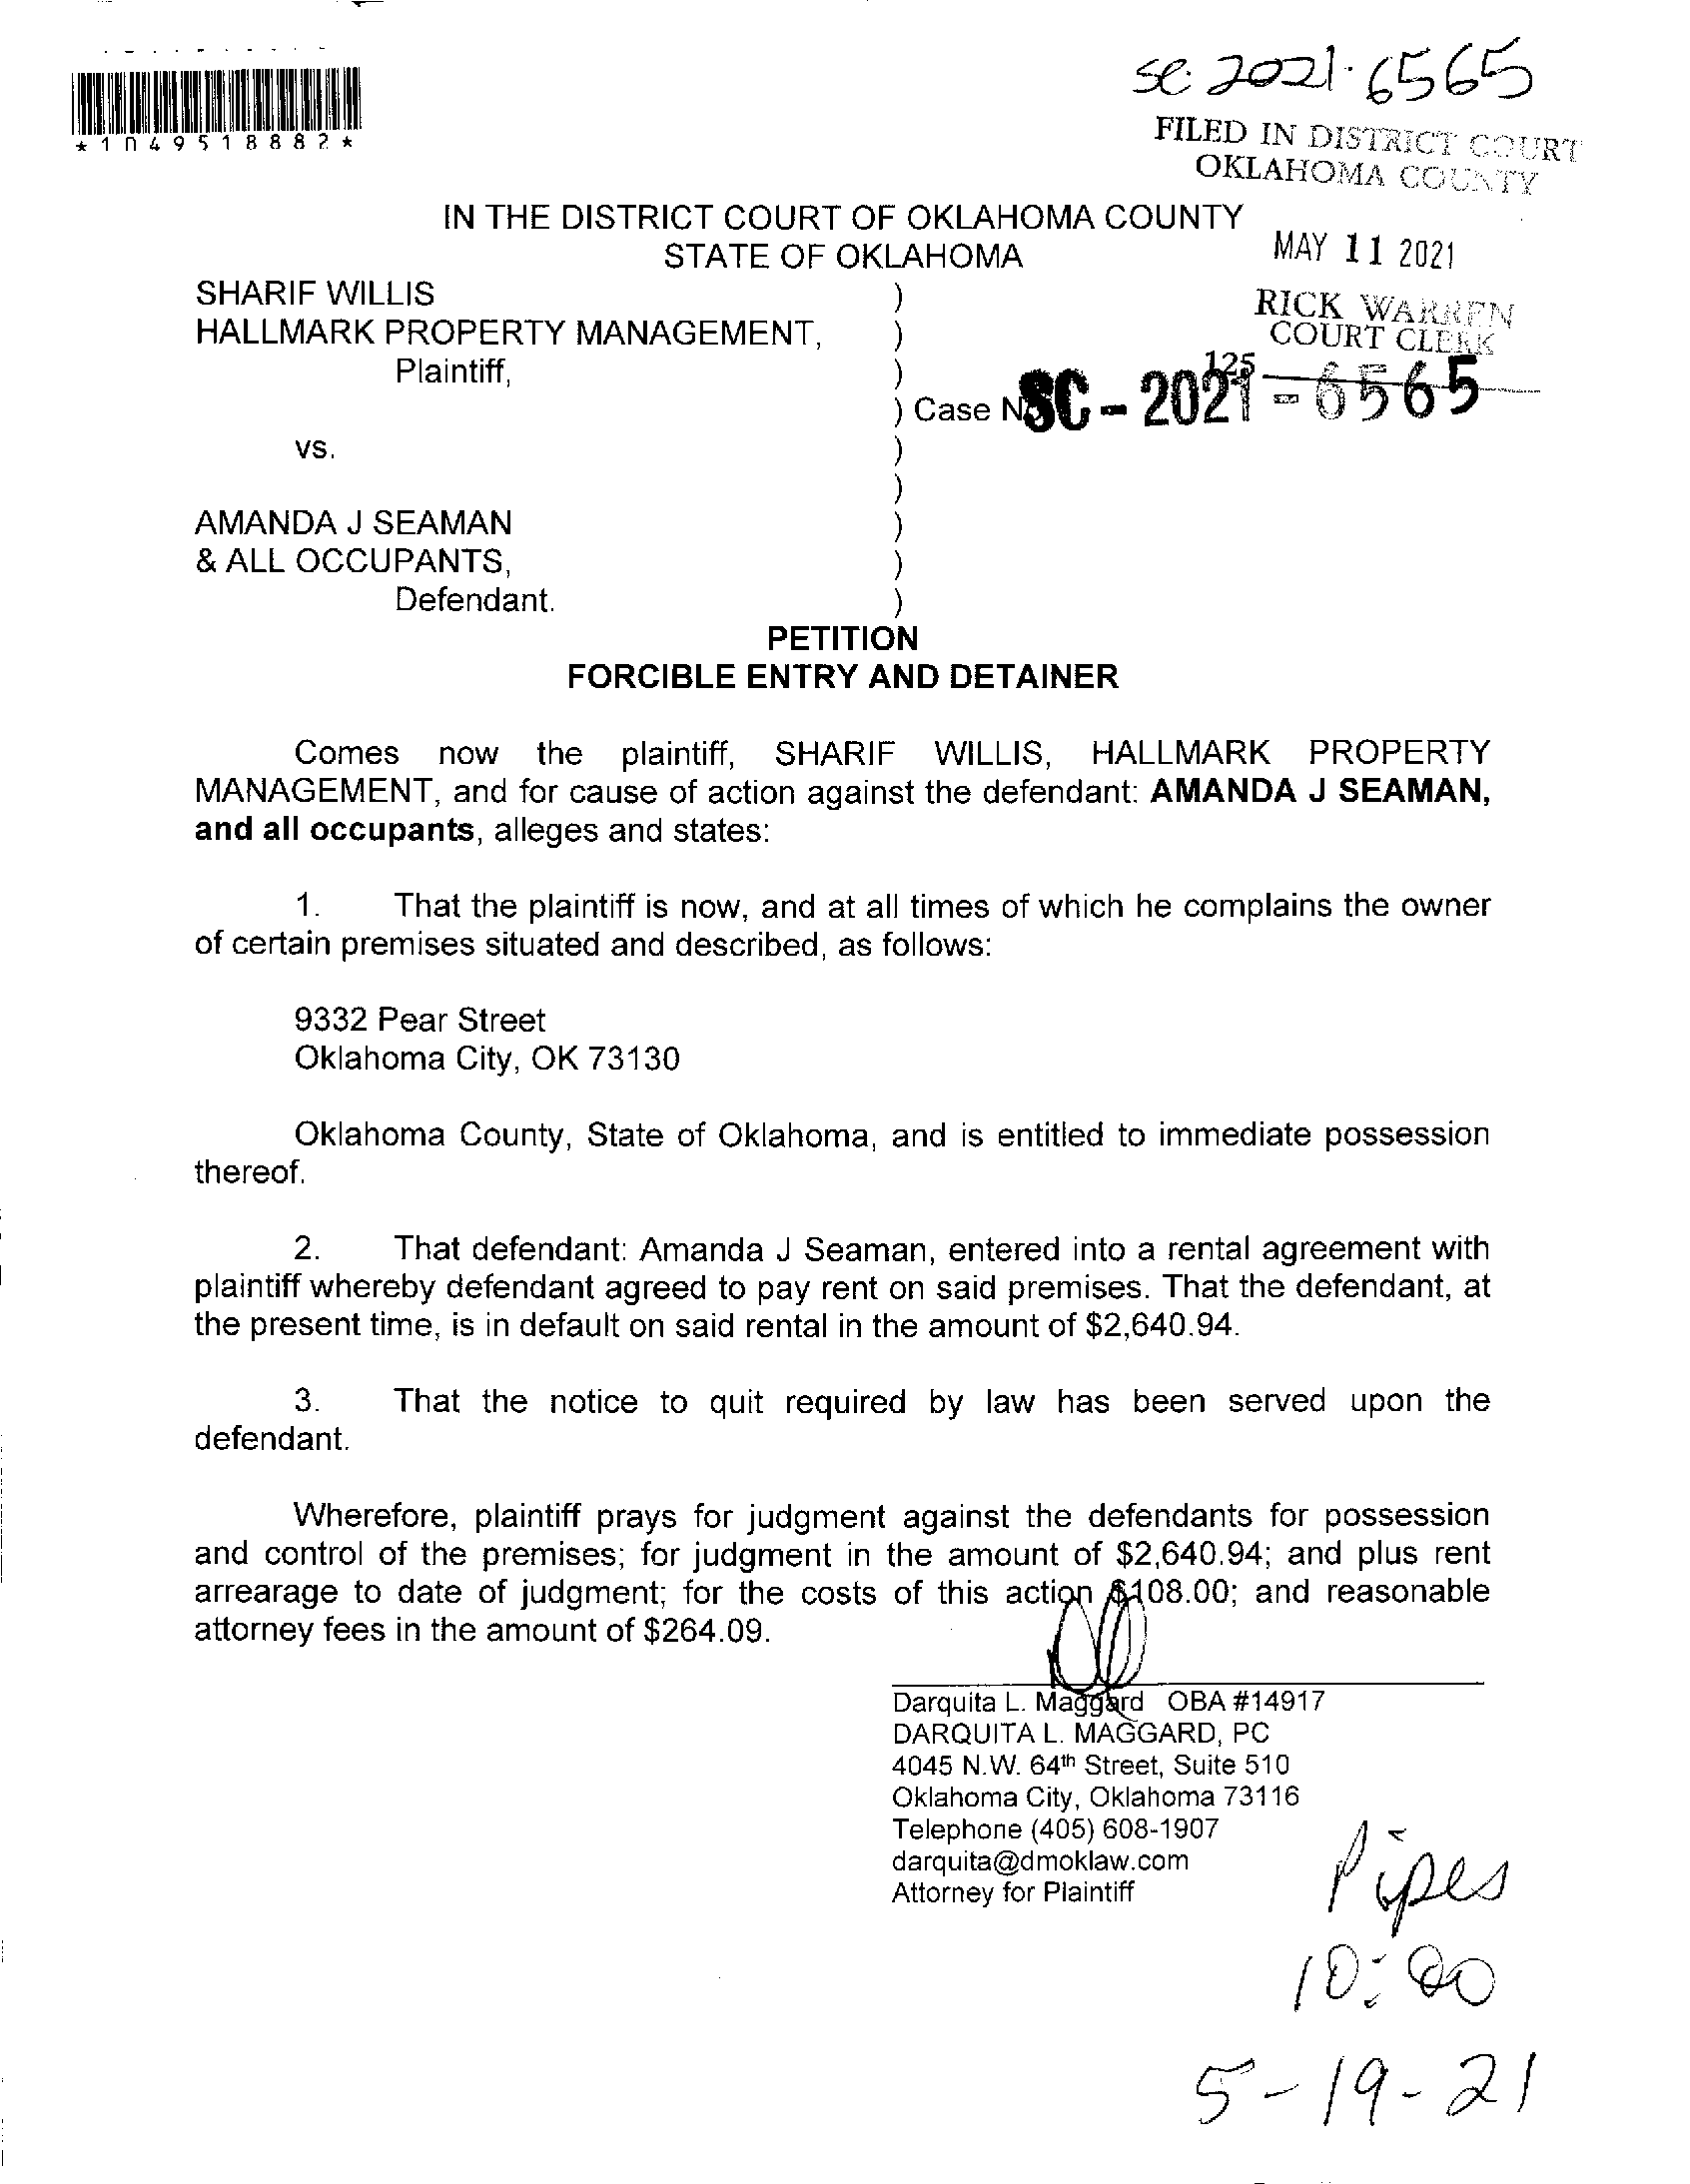 *1049518882*
SC 2021-6565
FILED IN DISTRICT COURT
OKLAHOMA COUNTY
MAY 11 2021
RICK WARREN
COURT CLERK
125
IN THE DISTRICT COURT OF OKLAHOMA COUNTY
STATE OF OKLAHOMA
SHARIF WILLIS )
HALLMARK PROPERTY MANAGEMENT, )
Plaintiff, )
) Case No SC - 2021 - 6565
vs. )
)
AMANDA J SEAMAN )
& ALL OCCUPANTS, )
Defendant. )
PETITION
FORCIBLE ENTRY AND DETAINER
Comes now the plaintiff, SHARIF WILLIS, HALLMARK PROPERTY
MANAGEMENT, and for cause of action against the defendant: AMANDA J SEAMAN,
and all occupants, alleges and states:
1. That the plaintiff is now, and at all times of which he complains the owner
of certain premises situated and described, as follows:
9332 Pear Street
Oklahoma City, OK 73130
Oklahoma County, State of Oklahoma, and is entitled to immediate possession
thereof.
2. That defendant: Amanda J Seaman, entered into a rental agreement with
plaintiff whereby defendant agreed to pay rent on said premises. That the defendant, at
the present time, is in default on said rental in the amount of $2,640.94.
3. That the notice to quit required by law has been served upon the
defendant.
Wherefore, plaintiff prays for judgment against the defendants for possession
and control of the premises; for judgment in the amount of $2,640.94; and plus rent
arrearage to date of judgment; for the costs of this action $108.00; and reasonable
attorney fees in the amount of $264.09.
Darquita L. Maggard OBA #14917
DARQUITA L. MAGGARD, PC
4045 N.W. 64th Street, Suite 510
Oklahoma City, Oklahoma 73116
Telephone (405) 608-1907
darquita@dmoklaw.com
Attorney for Plaintiff
Pipes
10:00
5-19-21